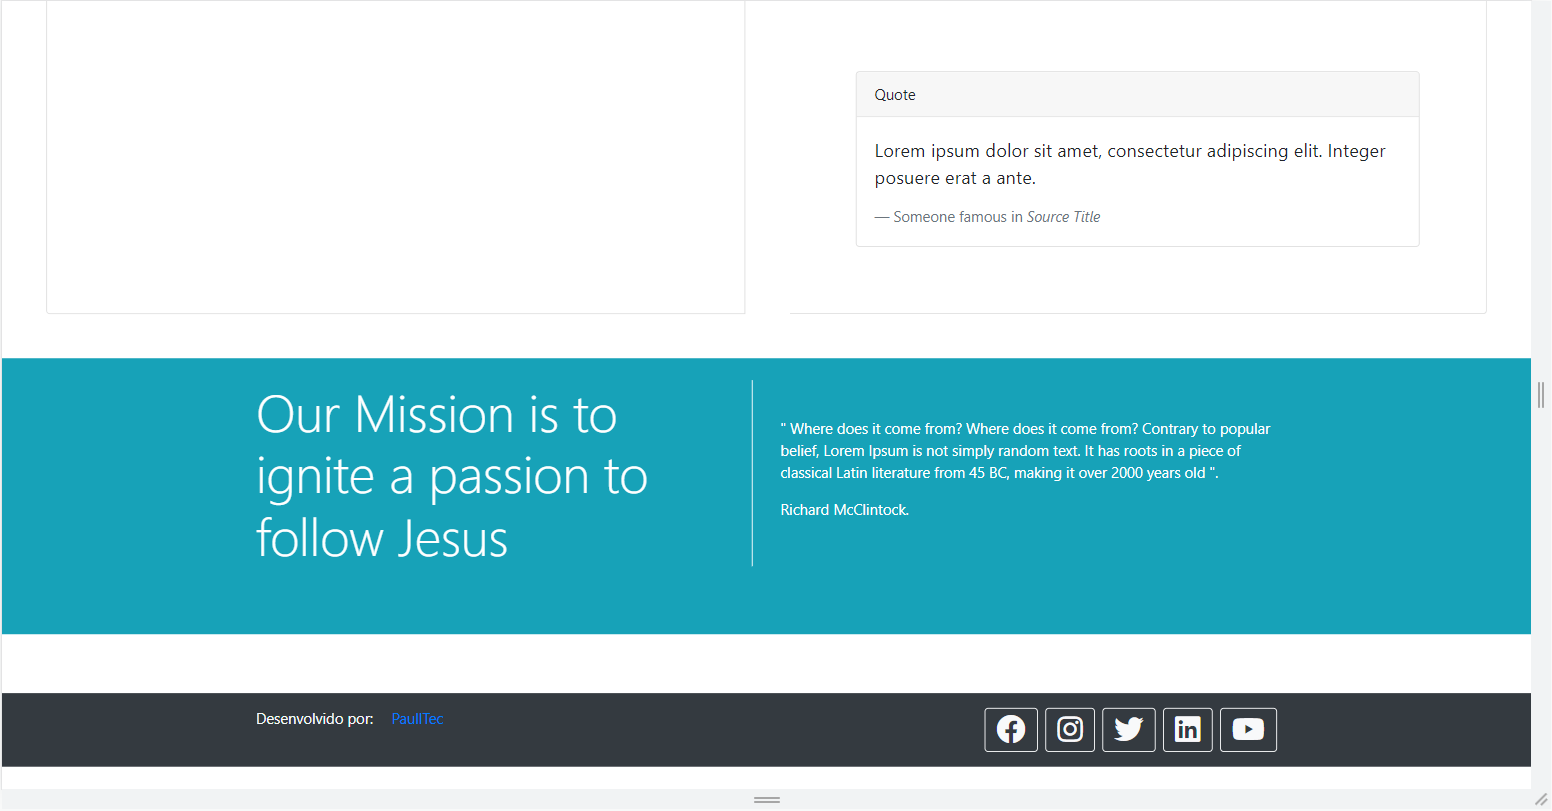 Quote
Lorem ipsum dolor sit amet, consectetur adipiscing elit. Integer
posuere erat a ante.
— Someone famous in Source Title
Our Mission is to
ignite a passion to
follow Jesus
" Where does it come from? Where does it come from? Contrary to popular
belief, Lorem Ipsum is not simply random text. It has roots in a piece of
classical Latin literature from 45 BC, making it over 2000 years old ".
Richard McClintock.
Desenvolvido por: PaullTec